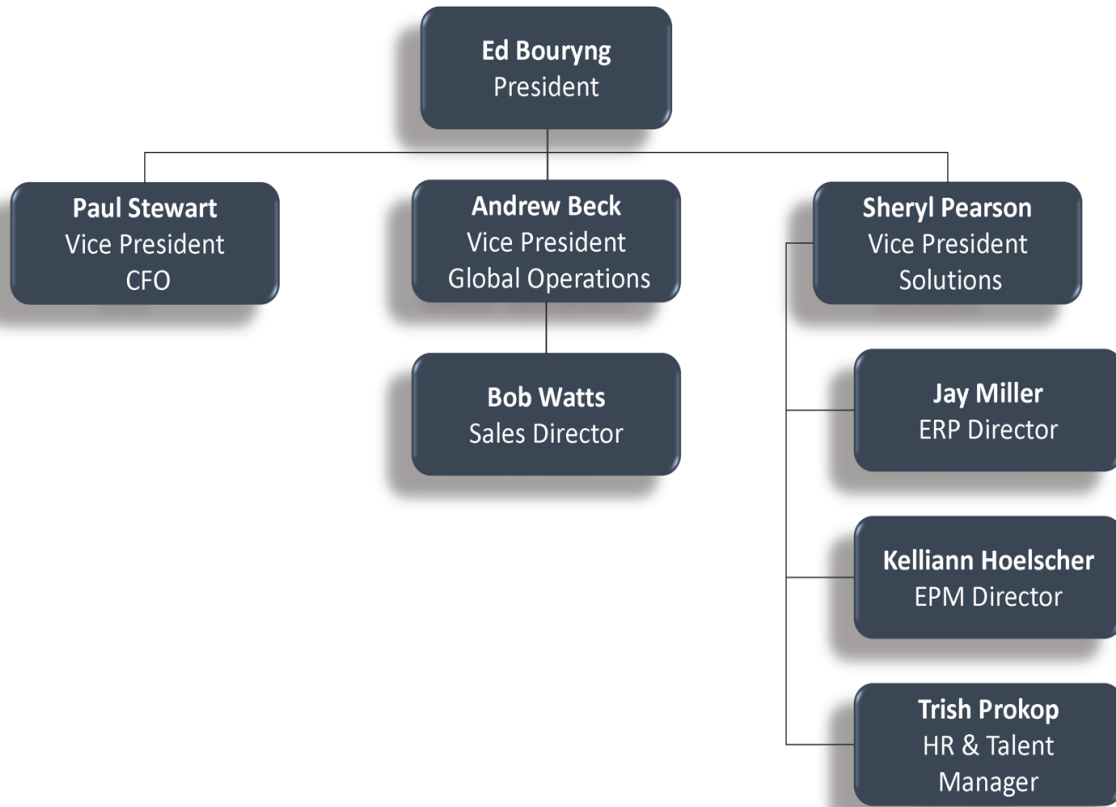 Ed Bouryng
President
Paul Stewart
Vice President
CFO
Andrew Beck
Vice President
Global Operations
Sheryl Pearson
Vice President
Solutions
Bob Watts
Sales Director
Jay Miller
ERP Director
Kelliann Hoelscher
EPM Director
Trish Prokop
HR & Talent
Manager